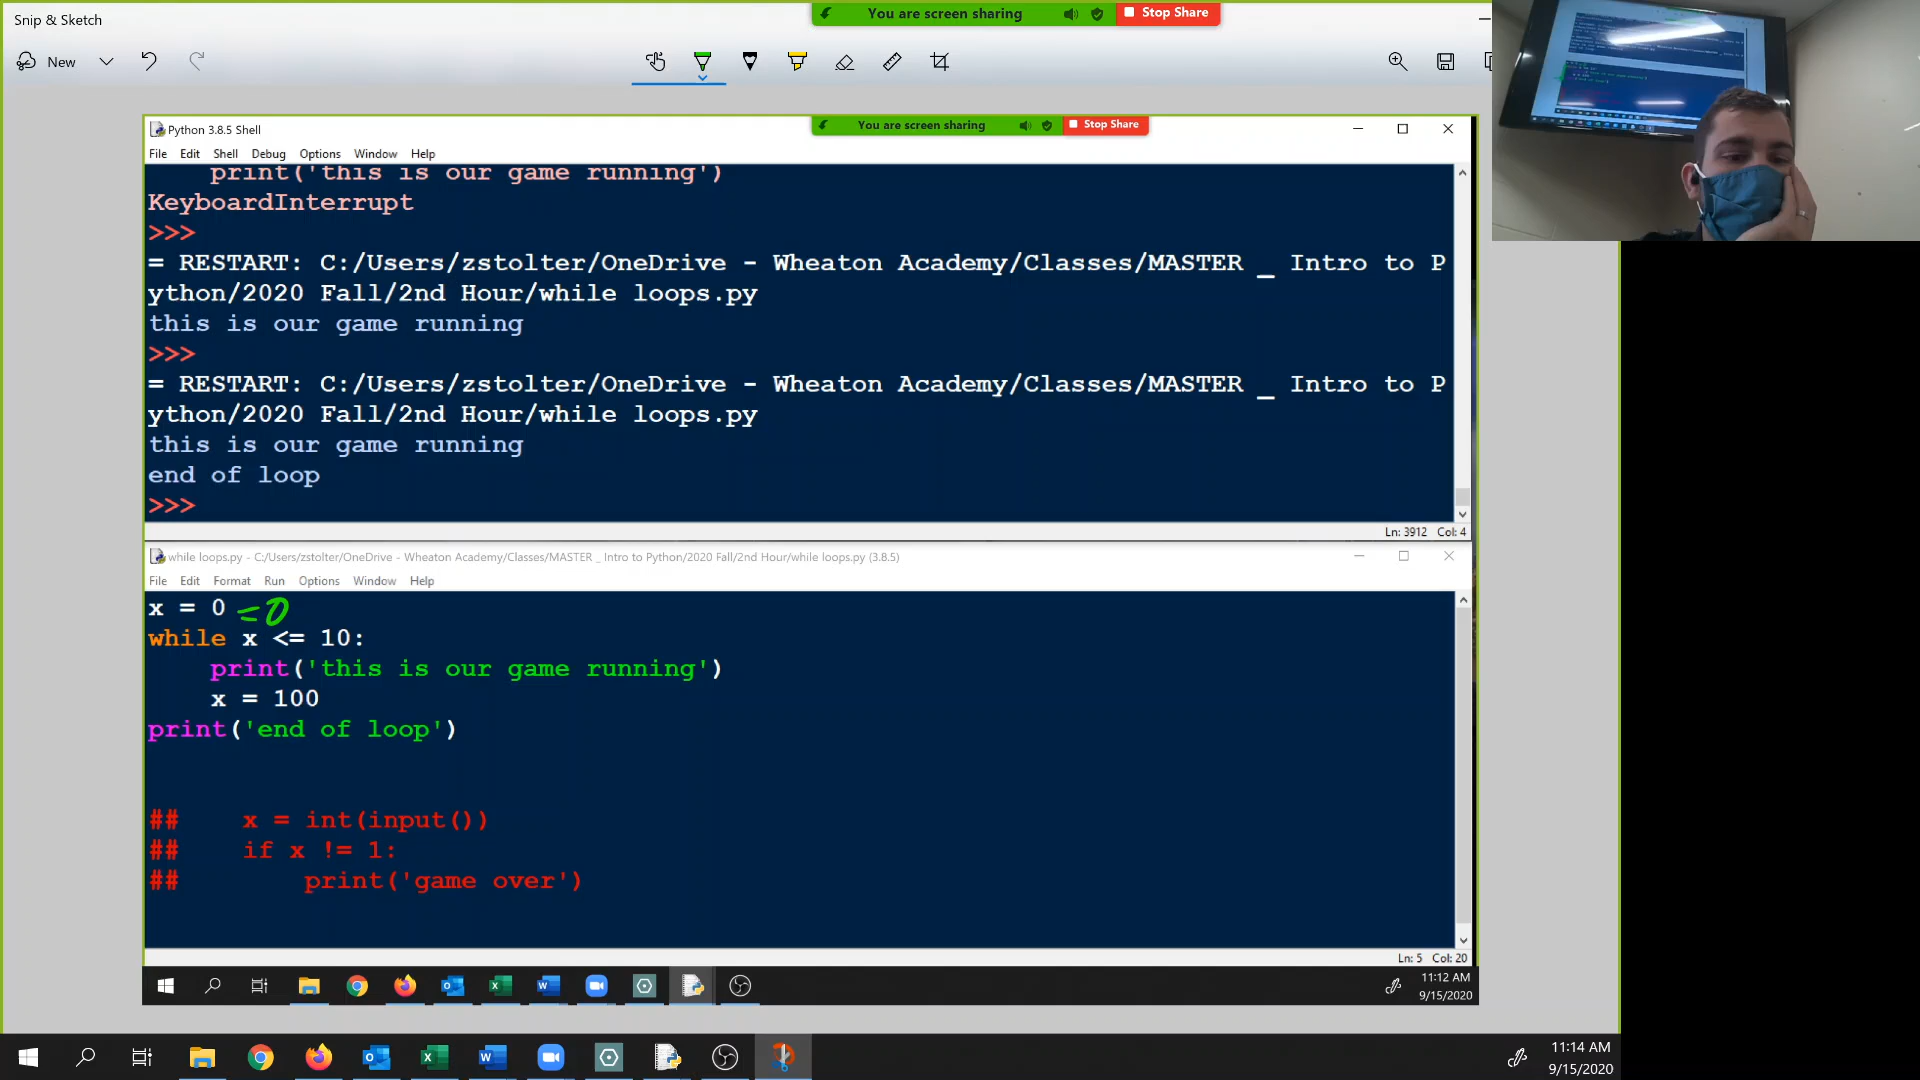 Snip & Sketch
You are screen sharing
Stop Share
New
Python 3.8.5 Shell
You are screen sharing
Stop Share
File Edit Shell Debug Options Window Help
print('this is our game running')
KeyboardInterrupt
>>>
= RESTART: C:/Users/zstolter/OneDrive - Wheaton Academy/Classes/MASTER _ Intro to P
ython/2020 Fall/2nd Hour/while loops.py
this is our game running
>>>
= RESTART: C:/Users/zstolter/OneDrive - Wheaton Academy/Classes/MASTER _ Intro to P
ython/2020 Fall/2nd Hour/while loops.py
this is our game running
end of loop
>>>
Ln: 3912 Col: 4
while loops.py - C:/Users/zstolter/OneDrive - Wheaton Academy/Classes/MASTER _ Intro to Python/2020 Fall/2nd Hour/while loops.py (3.8.5)
File Edit Format Run Options Window Help
x = 0 =0
while x <= 10:
    print('this is our game running')
    x = 100
print('end of loop')
##    x = int(input())
##    if x != 1:
##        print('game over')
Ln: 5 Col: 20
11:12 AM
9/15/2020
11:14 AM
9/15/2020